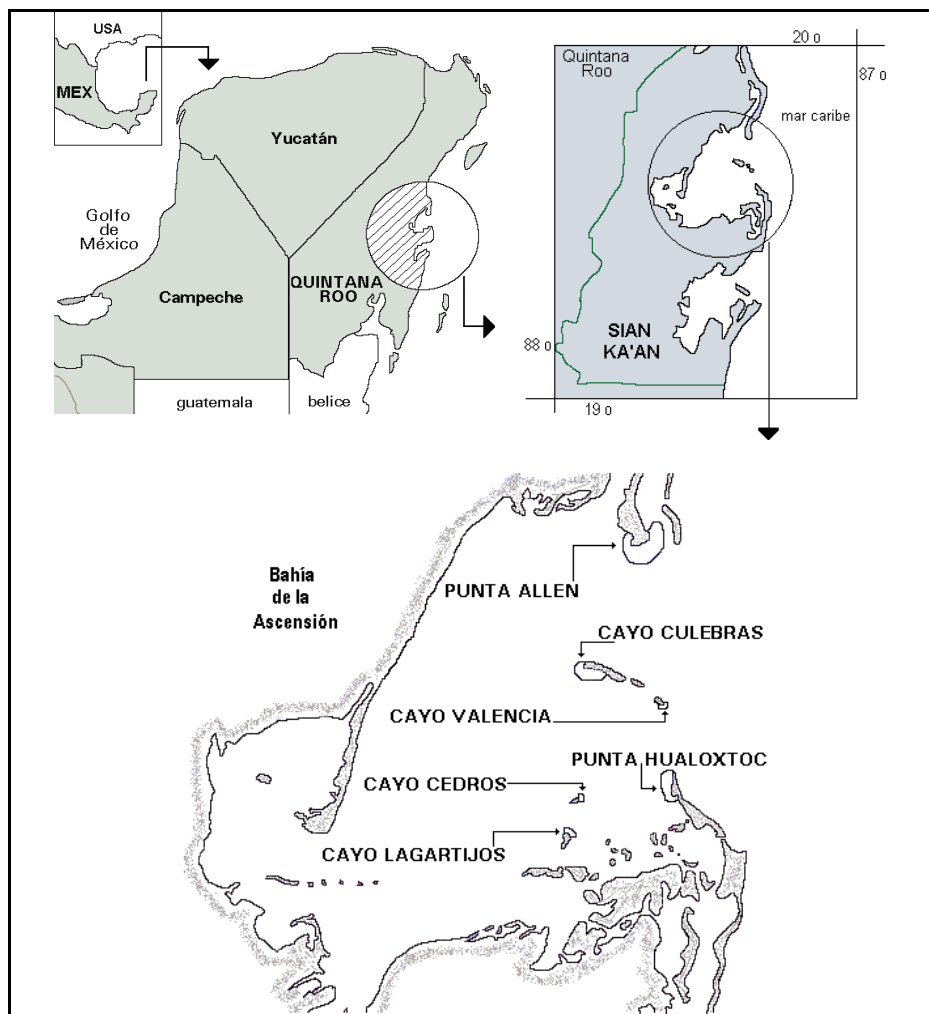 USA
MEX
Yucatán
Golfo
de
México
Campeche
QUINTANA
ROO
guatemala
belice
Quintana
Roo
20 o
87 o
mar caribe
SIAN
KA'AN
88 o
19 o
Bahía
de la
Ascensión
PUNTA ALLEN
CAYO CULEBRAS
CAYO VALENCIA
PUNTA HUALOXTOC
CAYO CEDROS
CAYO LAGARTIJOS